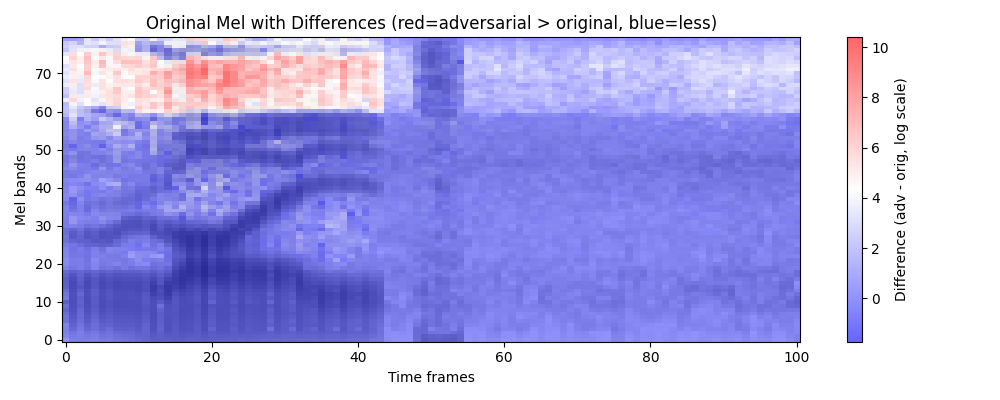 Original Mel with Differences (red=adversarial > original, blue=less)
Mel bands
70
60
50
40
30
20
10
0
0 20 40 60 80 100
Time frames
10
8
6
4
2
0
Difference (adv - orig, log scale)